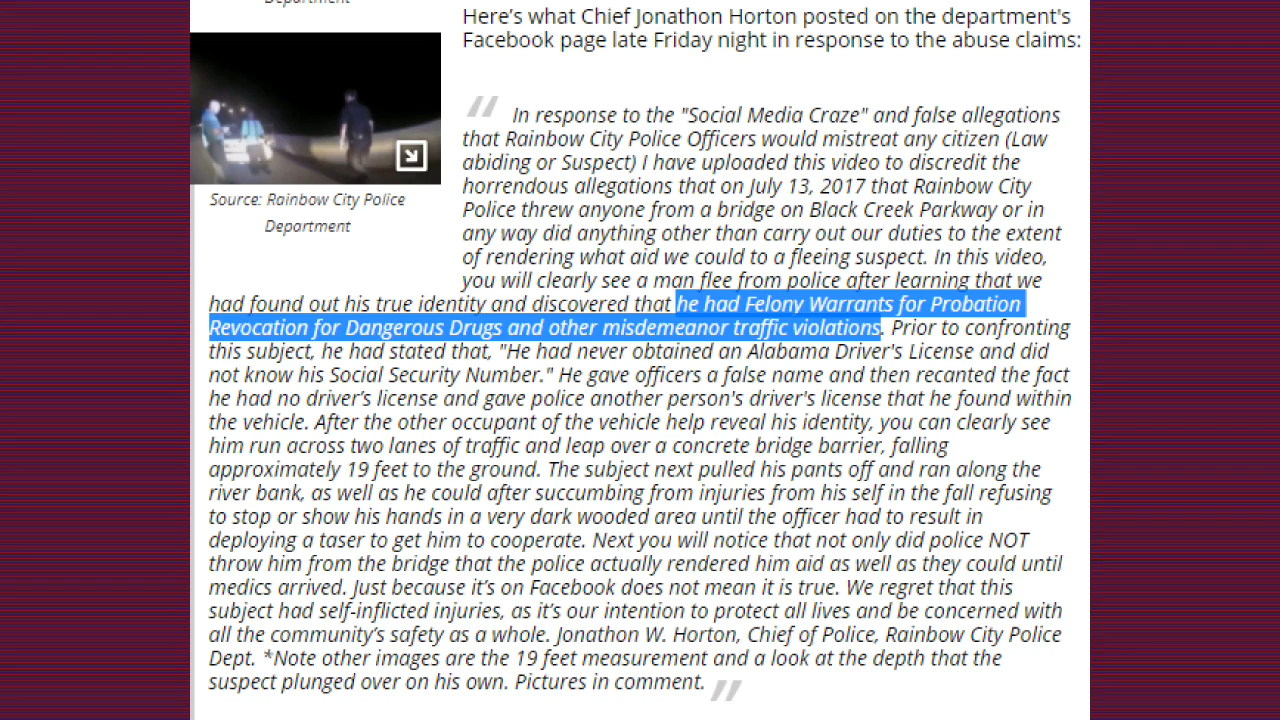 Department
Here's what Chief Jonathon Horton posted on the department's
Facebook page late Friday night in response to the abuse claims:
Source: Rainbow City Police
Department
“ In response to the "Social Media Craze" and false allegations
that Rainbow City Police Officers would mistreat any citizen (Law
abiding or Suspect) I have uploaded this video to discredit the
horrendous allegations that on July 13, 2017 that Rainbow City
Police threw anyone from a bridge on Black Creek Parkway or in
any way did anything other than carry out our duties to the extent
of rendering what aid we could to a fleeing suspect. In this video,
you will clearly see a man flee from police after learning that we
had found out his true identity and discovered that he had Felony Warrants for Probation
Revocation for Dangerous Drugs and other misdemeanor traffic violations. Prior to confronting
this subject, he had stated that, "He had never obtained an Alabama Driver's License and did
not know his Social Security Number." He gave officers a false name and then recanted the fact
he had no driver's license and gave police another person's driver's license that he found within
the vehicle. After the other occupant of the vehicle help reveal his identity, you can clearly see
him run across two lanes of traffic and leap over a concrete bridge barrier, falling
approximately 19 feet to the ground. The subject next pulled his pants off and ran along the
river bank, as well as he could after succumbing from injuries from his self in the fall refusing
to stop or show his hands in a very dark wooded area until the officer had to result in
deploying a taser to get him to cooperate. Next you will notice that not only did police NOT
throw him from the bridge that the police actually rendered him aid as well as they could until
medics arrived. Just because it's on Facebook does not mean it is true. We regret that this
subject had self-inflicted injuries, as it's our intention to protect all lives and be concerned with
all the community's safety as a whole. Jonathon W. Horton, Chief of Police, Rainbow City Police
Dept. *Note other images are the 19 feet measurement and a look at the depth that the
suspect plunged over on his own. Pictures in comment. ”